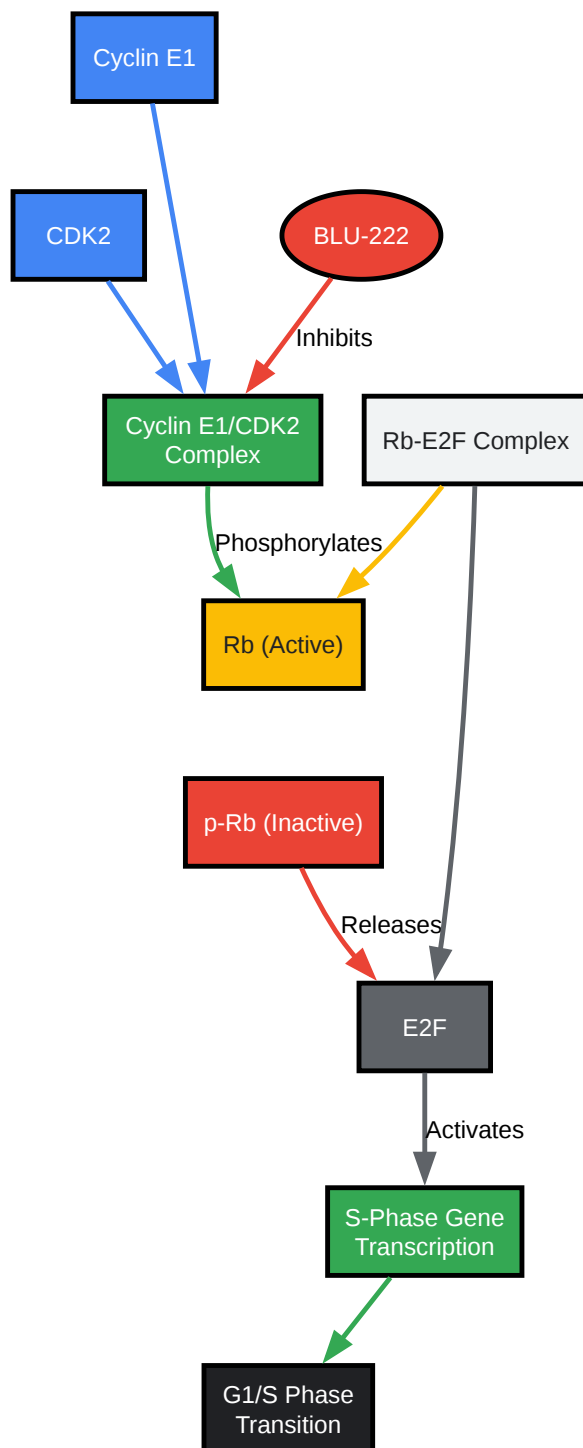 Cyclin E1
CDK2
BLU-222
Inhibits
Cyclin E1/CDK2
Complex
Rb-E2F Complex
Phosphorylates
Rb (Active)
p-Rb (Inactive)
Releases
E2F
Activates
S-Phase Gene
Transcription
G1/S Phase
Transition